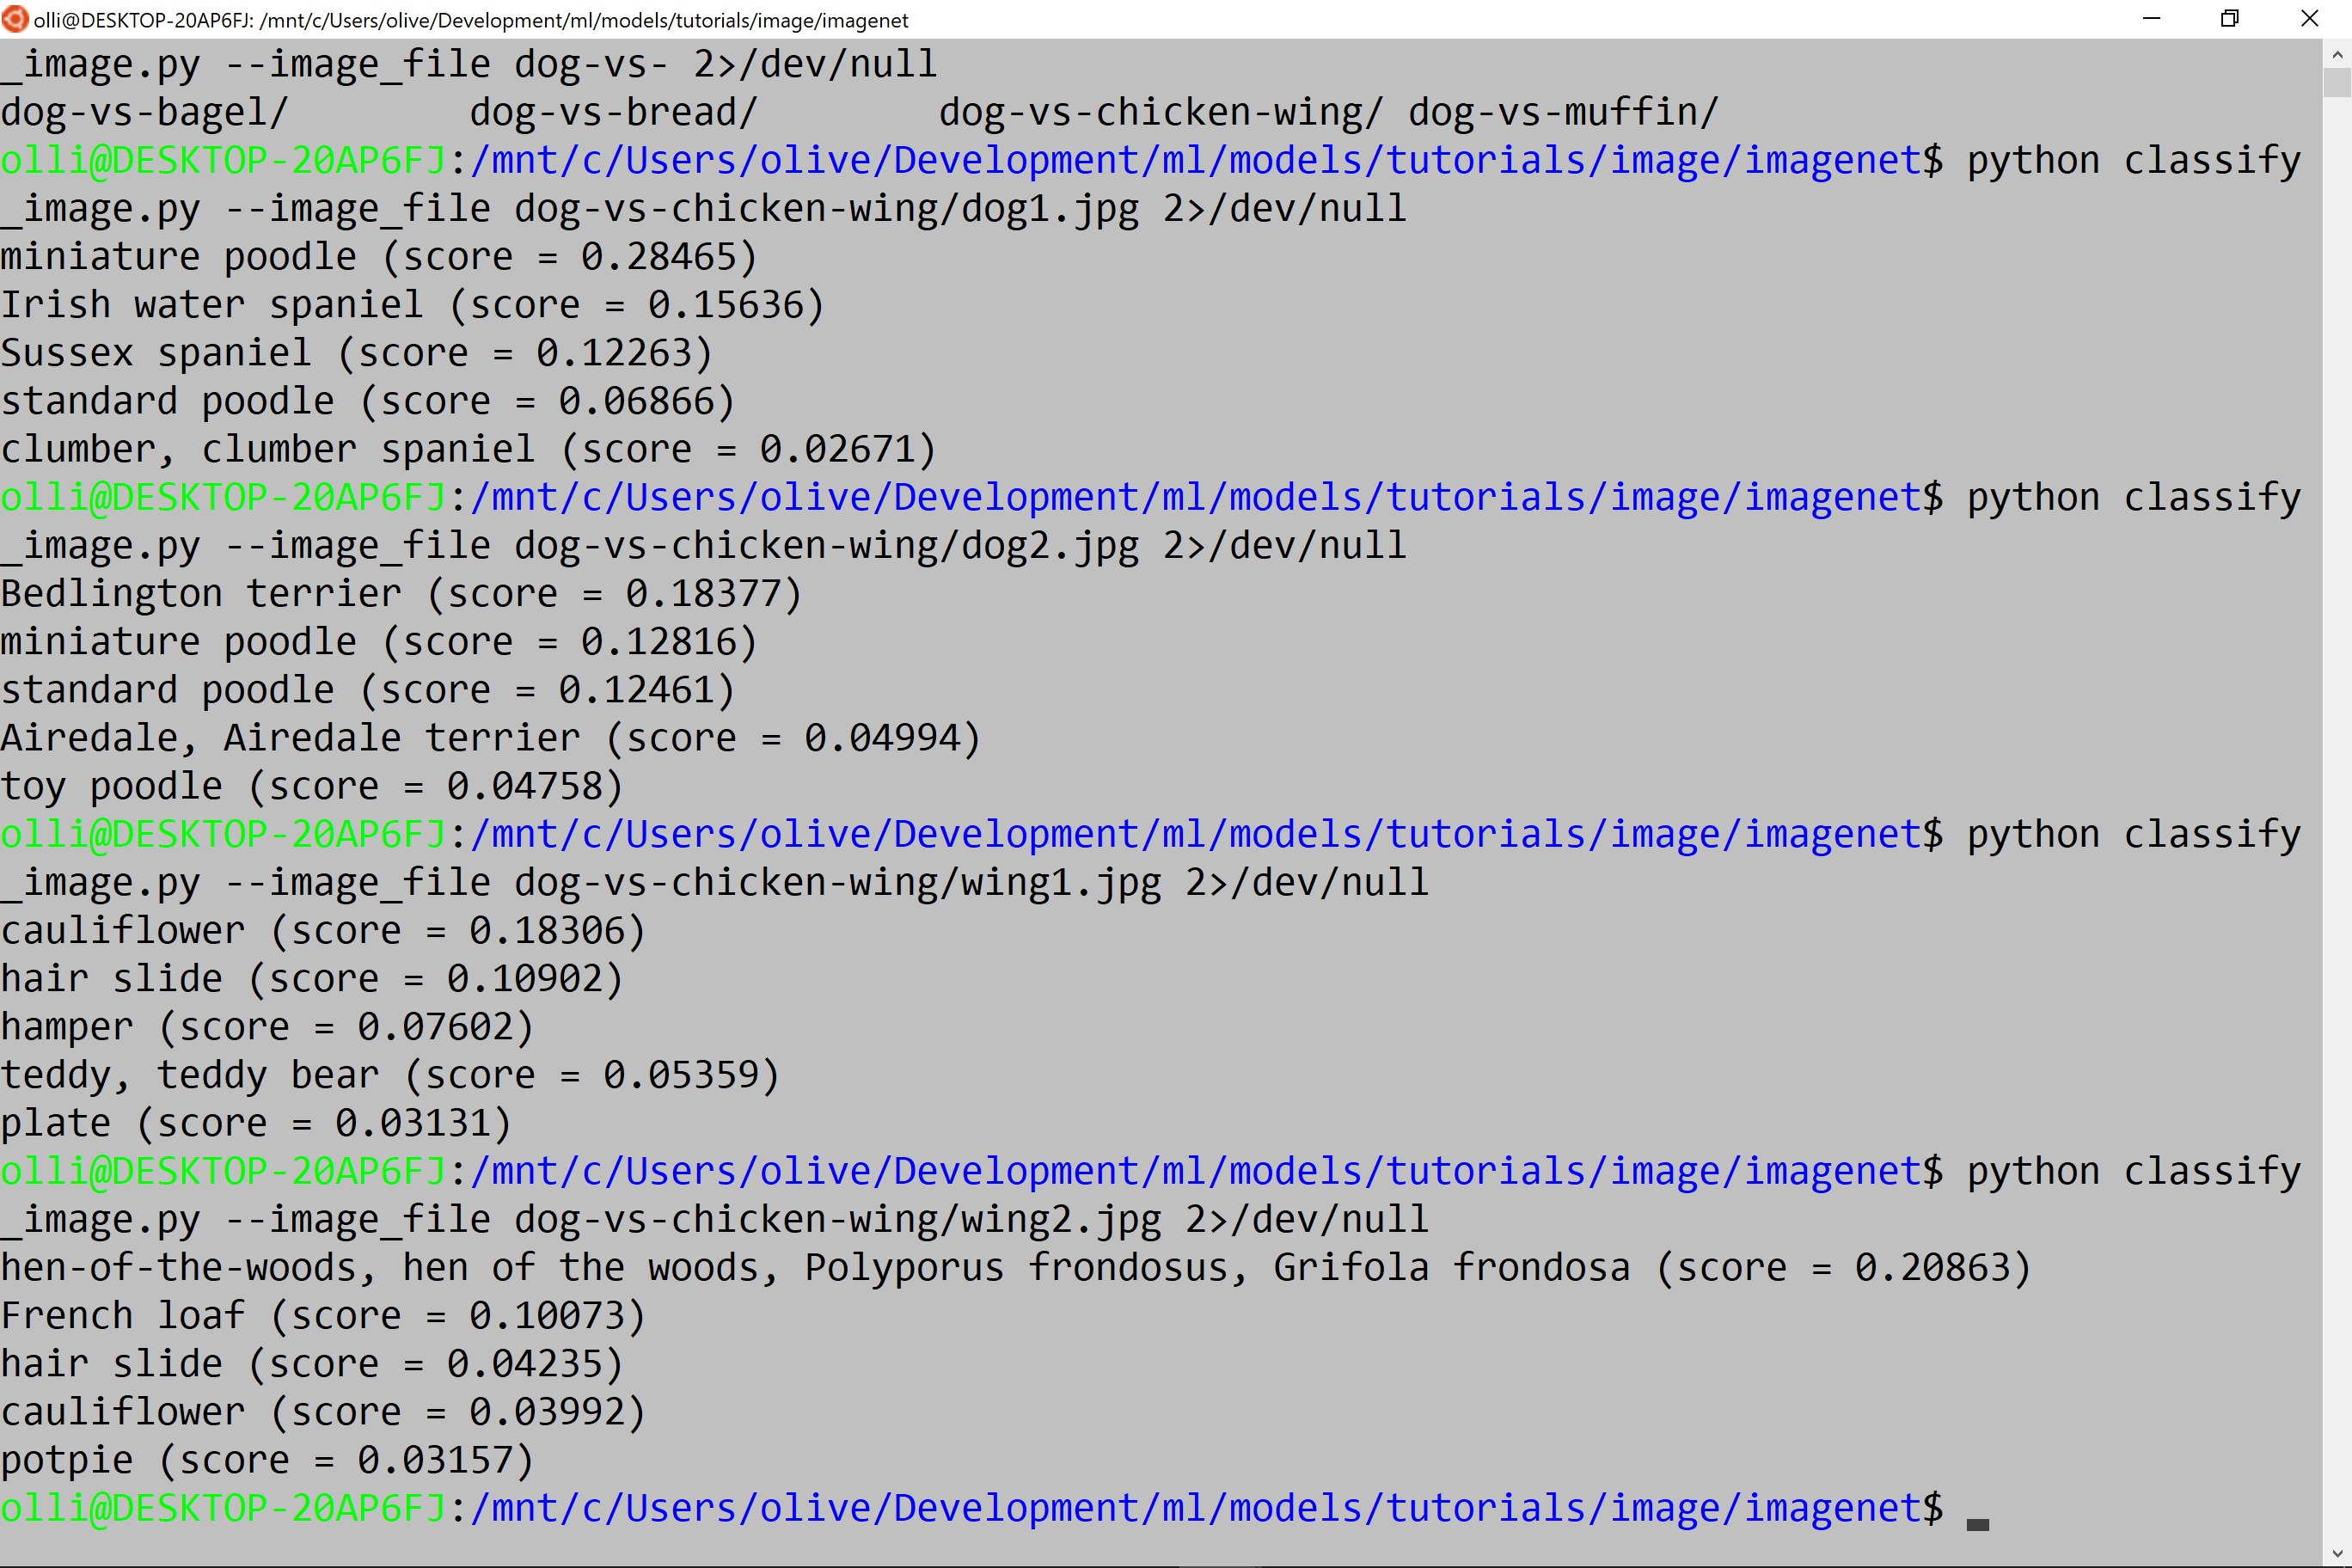 olli@DESKTOP-20AP6FJ: /mnt/c/Users/olive/Development/ml/models/tutorials/image/imagenet
_image.py --image_file dog-vs- 2>/dev/null
dog-vs-bagel/        dog-vs-bread/        dog-vs-chicken-wing/ dog-vs-muffin/
olli@DESKTOP-20AP6FJ:/mnt/c/Users/olive/Development/ml/models/tutorials/image/imagenet$ python classify
_image.py --image_file dog-vs-chicken-wing/dog1.jpg 2>/dev/null
miniature poodle (score = 0.28465)
Irish water spaniel (score = 0.15636)
Sussex spaniel (score = 0.12263)
standard poodle (score = 0.06866)
clumber, clumber spaniel (score = 0.02671)
olli@DESKTOP-20AP6FJ:/mnt/c/Users/olive/Development/ml/models/tutorials/image/imagenet$ python classify
_image.py --image_file dog-vs-chicken-wing/dog2.jpg 2>/dev/null
Bedlington terrier (score = 0.18377)
miniature poodle (score = 0.12816)
standard poodle (score = 0.12461)
Airedale, Airedale terrier (score = 0.04994)
toy poodle (score = 0.04758)
olli@DESKTOP-20AP6FJ:/mnt/c/Users/olive/Development/ml/models/tutorials/image/imagenet$ python classify
_image.py --image_file dog-vs-chicken-wing/wing1.jpg 2>/dev/null
cauliflower (score = 0.18306)
hair slide (score = 0.10902)
hamper (score = 0.07602)
teddy, teddy bear (score = 0.05359)
plate (score = 0.03131)
olli@DESKTOP-20AP6FJ:/mnt/c/Users/olive/Development/ml/models/tutorials/image/imagenet$ python classify
_image.py --image_file dog-vs-chicken-wing/wing2.jpg 2>/dev/null
hen-of-the-woods, hen of the woods, Polyporus frondosus, Grifola frondosa (score = 0.20863)
French loaf (score = 0.10073)
hair slide (score = 0.04235)
cauliflower (score = 0.03992)
potpie (score = 0.03157)
olli@DESKTOP-20AP6FJ:/mnt/c/Users/olive/Development/ml/models/tutorials/image/imagenet$